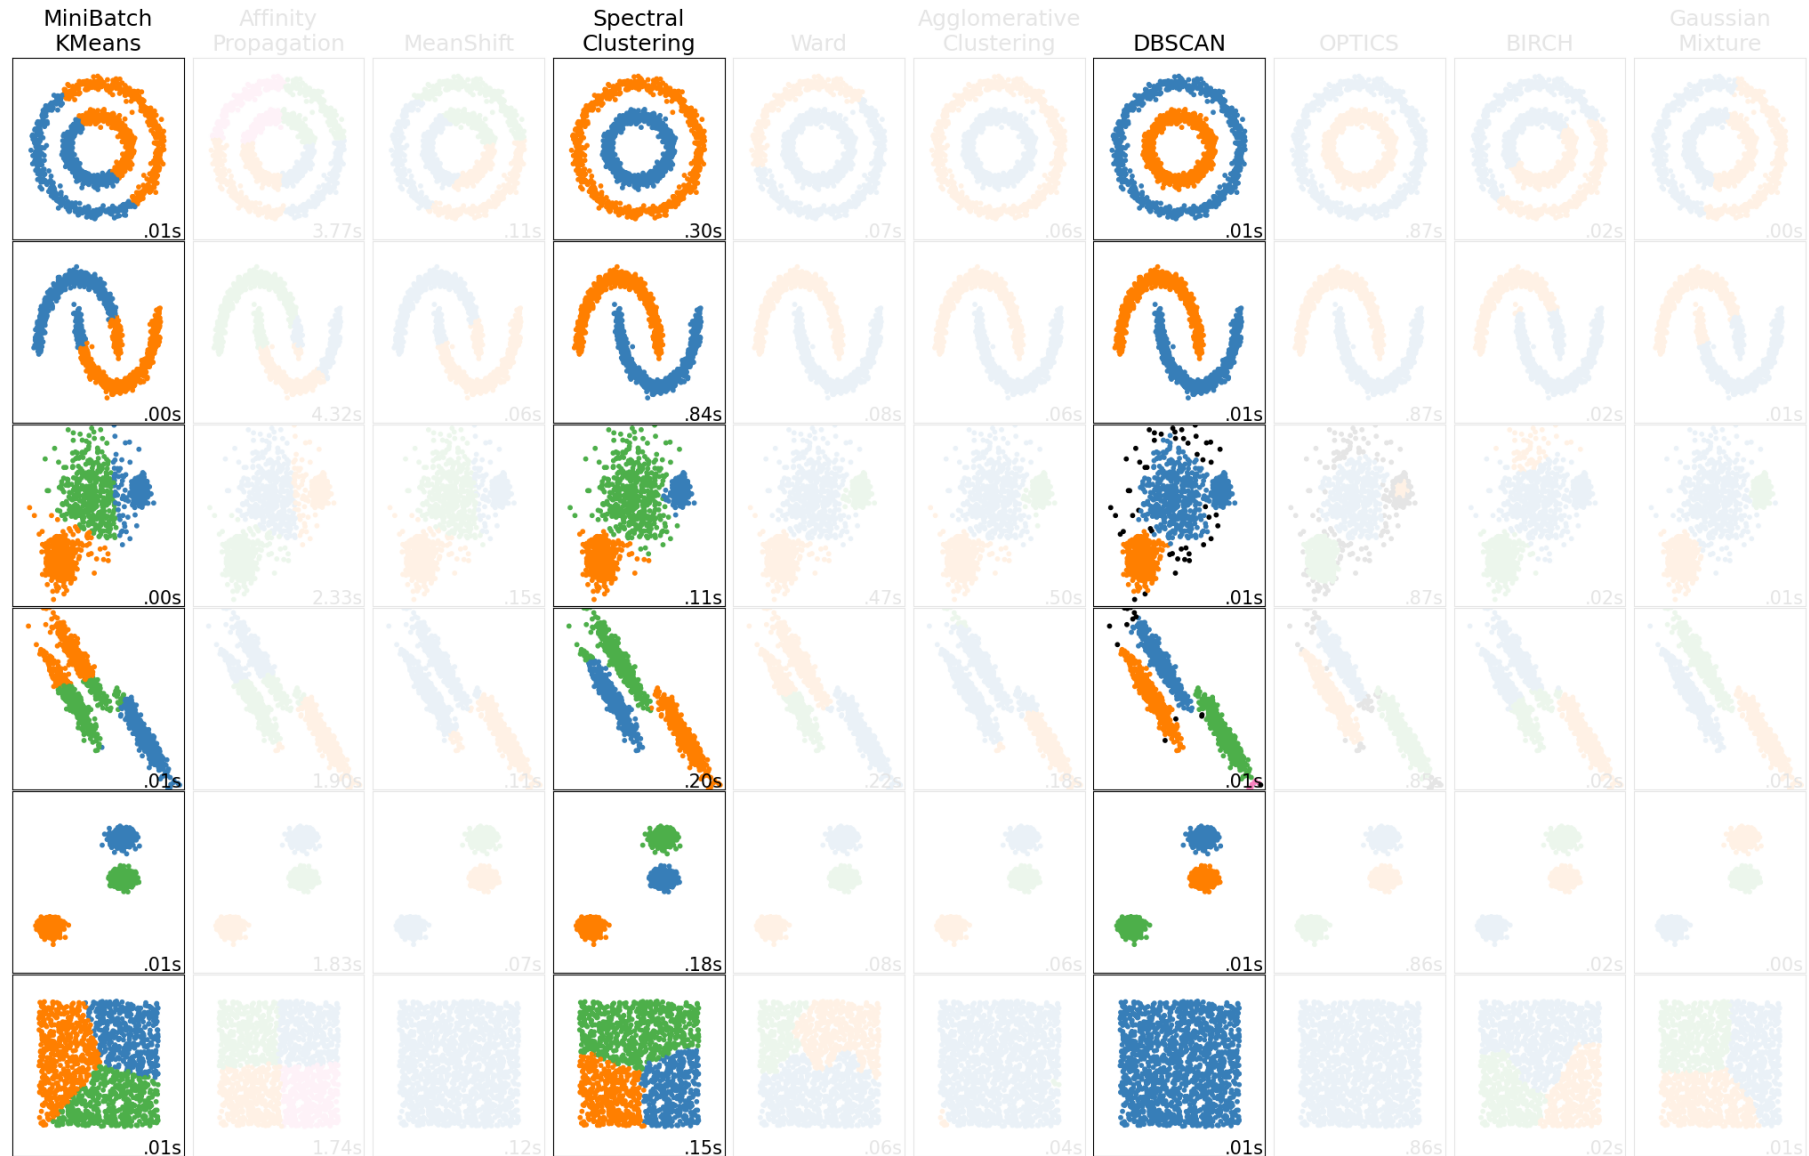 MiniBatch
KMeans
Affinity
Propagation
MeanShift
Spectral
Clustering
Ward
Agglomerative
Clustering
DBSCAN
OPTICS
BIRCH
Gaussian
Mixture
.01s 3.77s .11s .30s .07s .06s .01s .87s .02s .00s
.00s 4.32s .06s .84s .08s .06s .01s .87s .02s .01s
.00s 2.33s .15s .11s .47s .50s .01s .87s .02s .01s
.01s 1.90s .11s .20s .22s .18s .01s .02s .01s
.01s 1.83s .07s .18s .08s .06s .01s .86s .02s .00s
.01s 1.74s .12s .15s .06s .04s .01s .86s .02s .01s